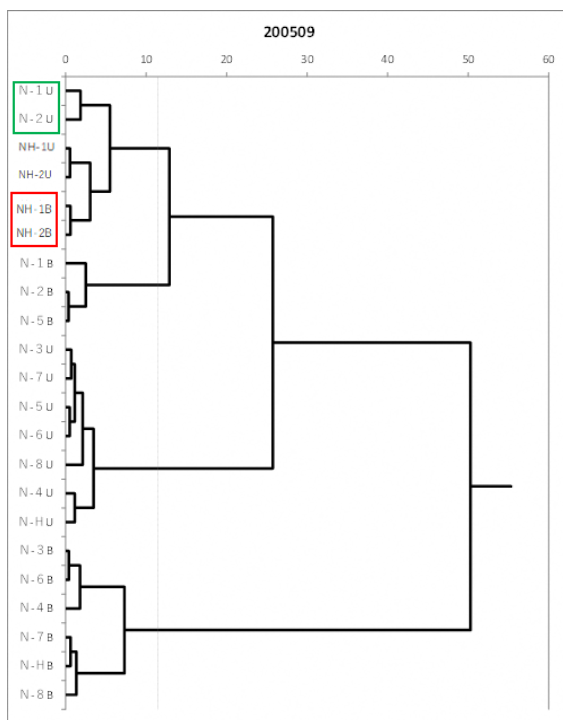 200509
0 10 20 30 40 50 60
N-1 U
N-2 U
NH-1U
NH-2U
NH-1B
NH-2B
N-1 B
N-2 B
N-5 B
N-3 U
N-7 U
N-5 U
N-6 U
N-8 U
N-4 U
N-H U
N-3 B
N-6 B
N-4 B
N-7 B
N-H B
N-8 B